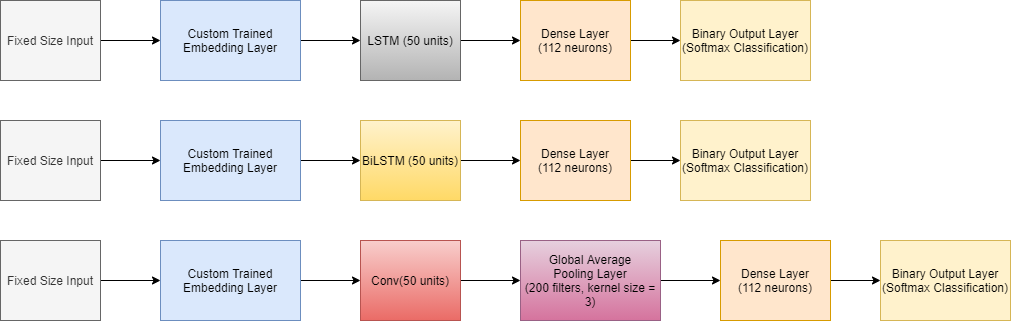 Fixed Size Input
Custom Trained
Embedding Layer
LSTM (50 units)
Dense Layer
(112 neurons)
Binary Output Layer
(Softmax Classification)
Fixed Size Input
Custom Trained
Embedding Layer
BiLSTM (50 units)
Dense Layer
(112 neurons)
Binary Output Layer
(Softmax Classification)
Fixed Size Input
Custom Trained
Embedding Layer
Conv(50 units)
Global Average
Pooling Layer
(200 filters, kernel size =
3)
Dense Layer
(112 neurons)
Binary Output Layer
(Softmax Classification)